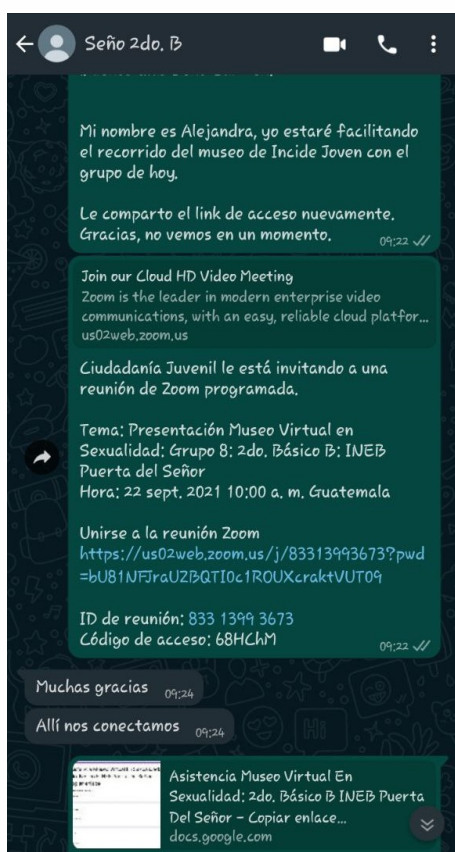 Seño 2do. B
Mi nombre es Alejandra, yo estaré facilitando
el recorrido del museo de Incide Joven con el
grupo de hoy.
Le comparto el link de acceso nuevamente.
Gracias, no vemos en un momento.
09:22
Join our Cloud HD Video Meeting
Zoom is the leader in modern enterprise video
communications, with an easy, reliable cloud platfor...
us02web.zoom.us
Ciudadanía Juvenil le está invitando a una
reunión de Zoom programada.
Tema: Presentación Museo Virtual en
Sexualidad: Grupo 8: 2do. Básico B: INEB
Puerta del Señor
Hora: 22 sept. 2021 10:00 a. m. Guatemala
Unirse a la reunión Zoom
https://us02web.zoom.us/j/83313993673?pwd
=bU81NFJraUZBQTI0c1ROUXcraktVUT09
ID de reunión: 833 1399 3673
Código de acceso: 68HChM
09:22
Muchas gracias 09:24
Allí nos conectamos 09:24
Asistencia Museo Virtual En
Sexualidad: 2do. Básico B INEB Puerta
Del Señor - Copiar enlace...
docs.google.com